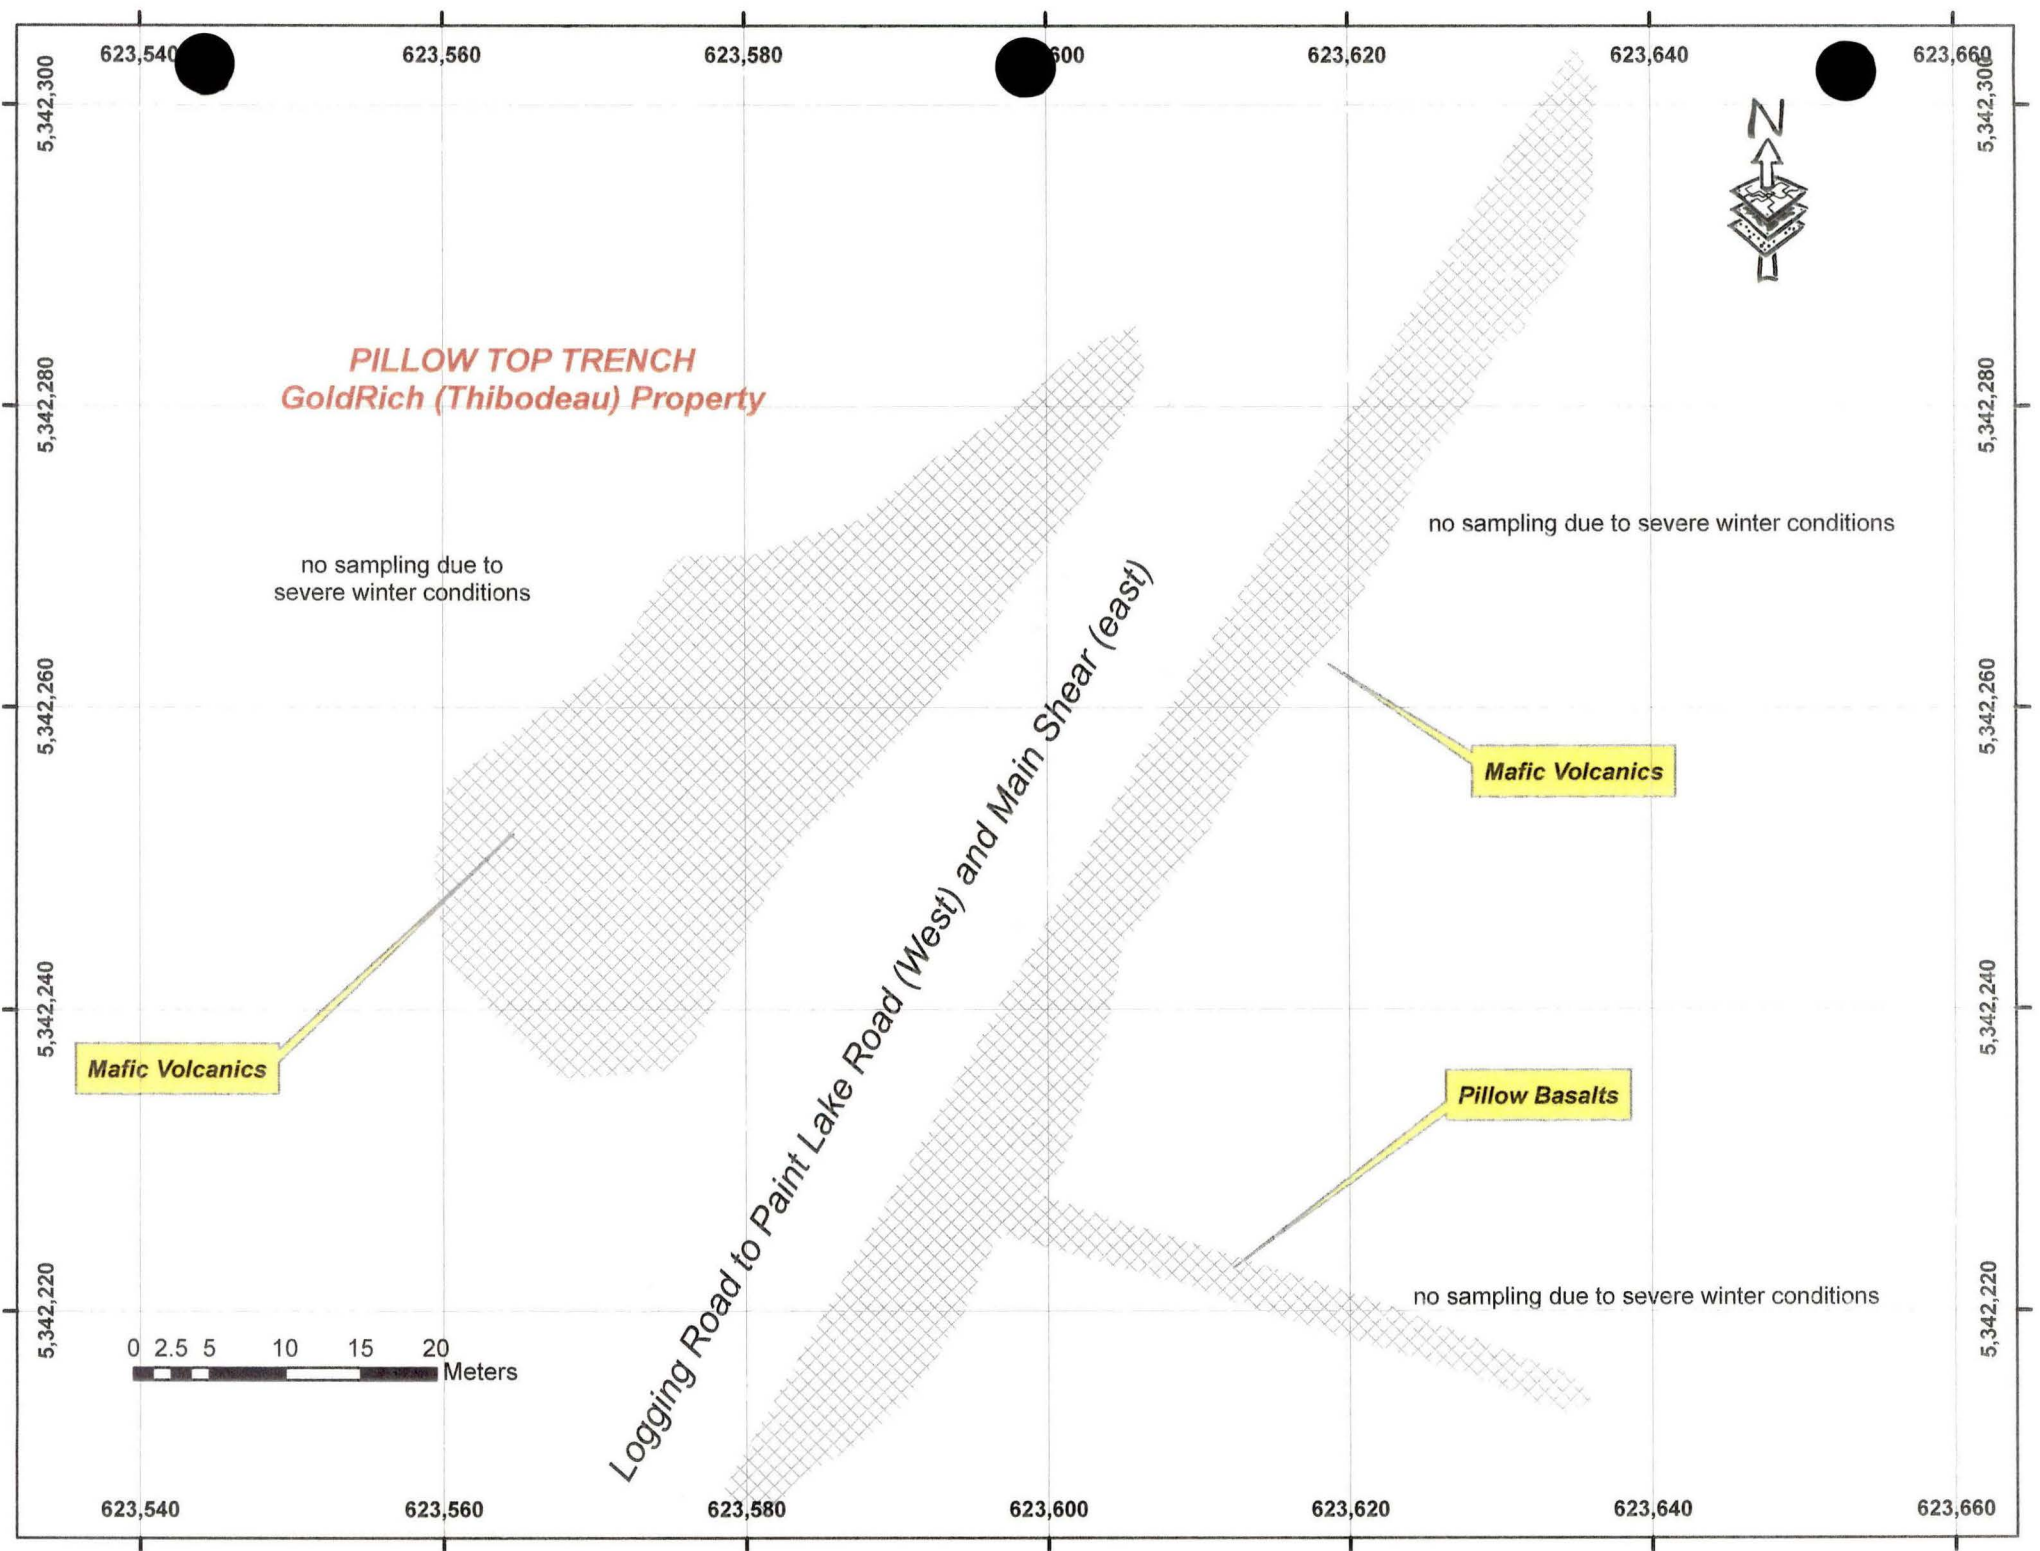 623,540 623,560 623,580 600 623,620 623,640 623,660
5,342,300 5,342,300
N
PILLOW TOP TRENCH
GoldRich (Thibodeau) Property
5,342,280 5,342,280
no sampling due to severe winter conditions
no sampling due to
severe winter conditions
Logging Road to Paint Lake Road (West) and Main Shear (east)
5,342,260 5,342,260
Mafic Volcanics
5,342,240 5,342,240
Mafic Volcanics
Pillow Basalts
no sampling due to severe winter conditions
5,342,220 5,342,220
0 2.5 5 10 15 20
Meters
623,540 623,560 623,580 623,600 623,620 623,640 623,660